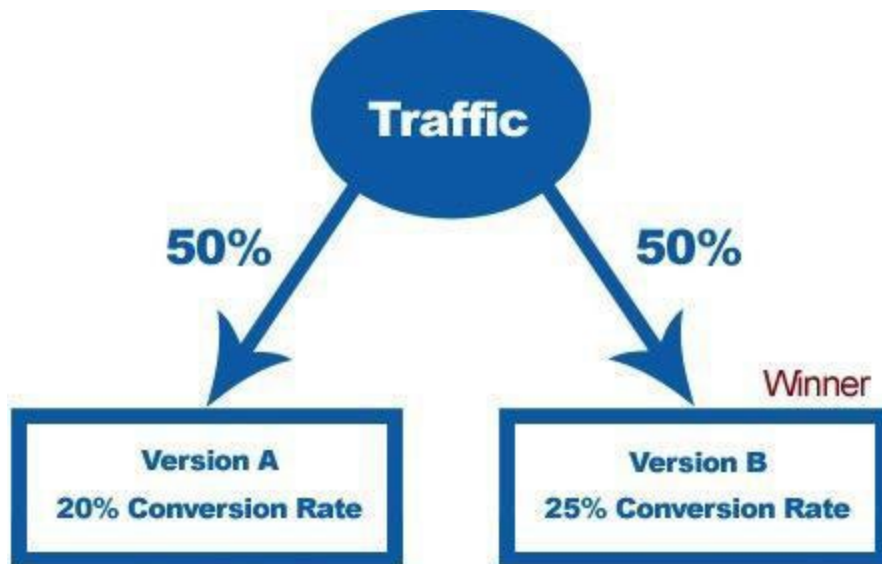 Traffic
50%
50%
Winner
Version A
20% Conversion Rate
Version B
25% Conversion Rate